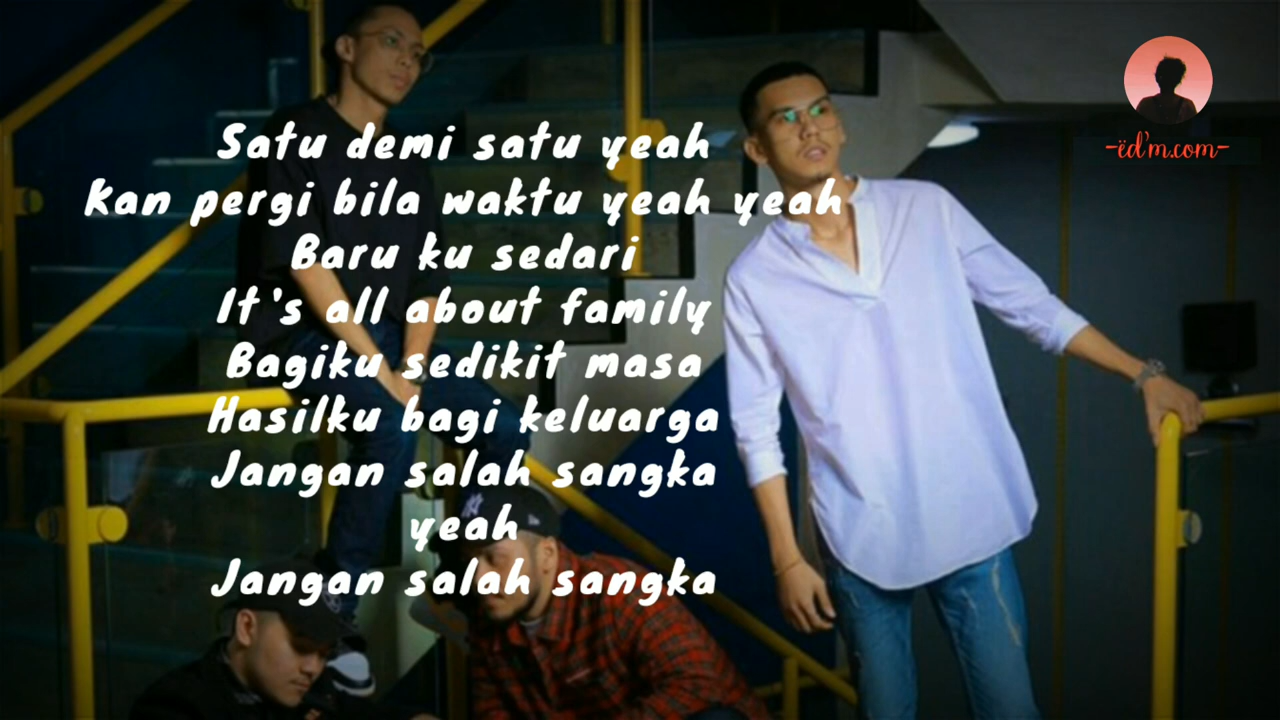 Satu demi satu yeah
Kan pergi bila waktu yeah yeah
Baru ku sedari
It's all about family
Bagiku sedikit masa
Hasilku bagi keluarga
Jangan salah sangka
yeah
Jangan salah sangka
-ëd'm.com-